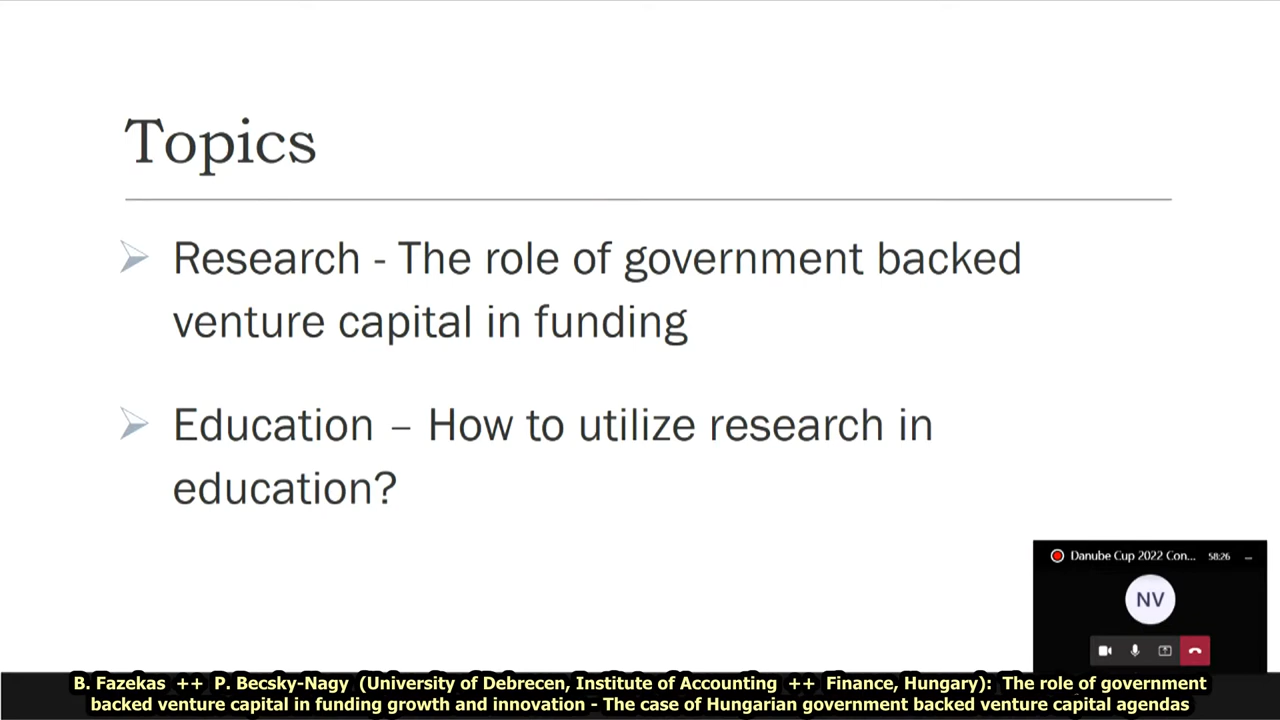 Topics
Research - The role of government backed
venture capital in funding
Education – How to utilize research in
education?
Danube Cup 2022 Con... 58:26
NV
B. Fazekas ++ P. Becsky-Nagy (University of Debrecen, Institute of Accounting ++ Finance, Hungary): The role of government
backed venture capital in funding growth and innovation - The case of Hungarian government backed venture capital agendas